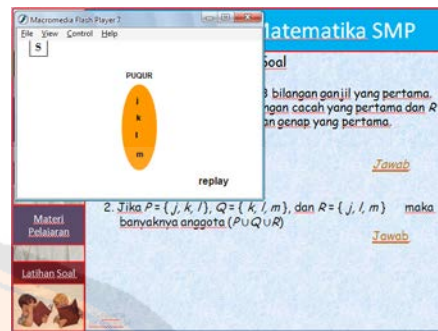 Macromedia Flash Player 7
File View Control Help
S
PUQUR
j
k
l
m
replay
Matematika SMP
Soal
3 bilangan ganjil yang pertama,
ngan cacah yang pertama dan R
an genap yang pertama.
Jawab
2. Jika P = { j, k, l }, Q = { k, l, m }, dan R = { j, l, m } maka
banyaknya anggota (P∪Q∪R)
Jawab
Materi
Pelajaran
Latihan Soal